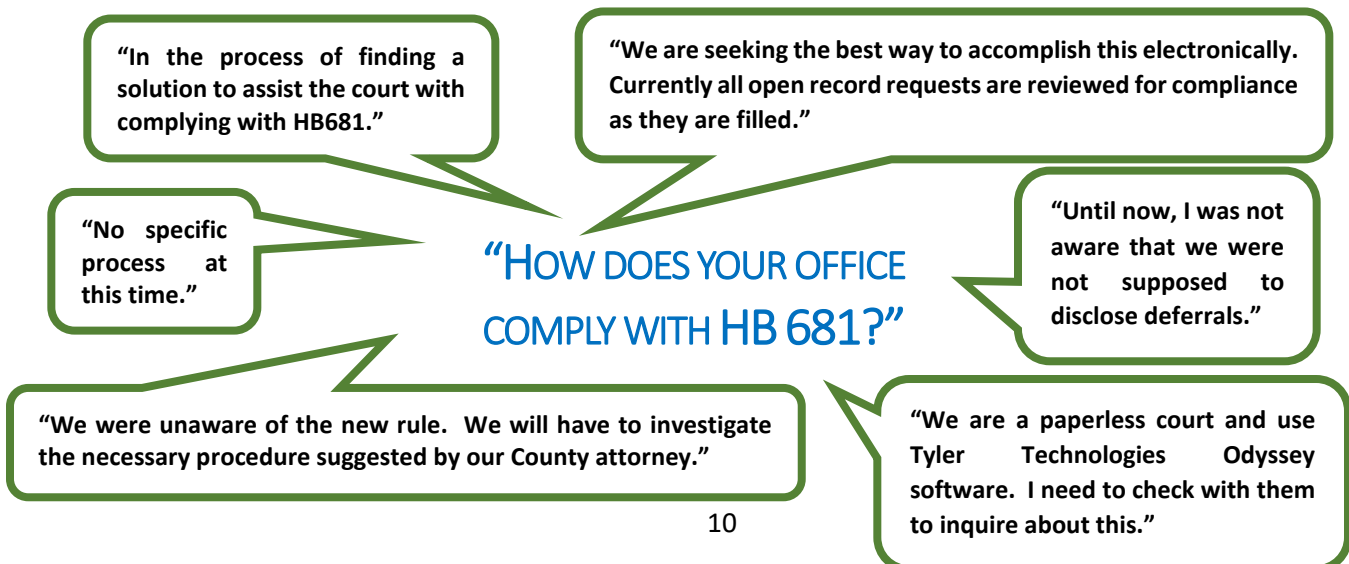 “In the process of finding a
solution to assist the court with
complying with HB681.”
“We are seeking the best way to accomplish this electronically.
Currently all open record requests are reviewed for compliance
as they are filled.”
“No specific
process at
this time.”
“HOW DOES YOUR OFFICE
COMPLY WITH HB 681?”
“Until now, I was not
aware that we were
not supposed to
disclose deferrals.”
“We were unaware of the new rule.  We will have to investigate
the necessary procedure suggested by our County attorney.”
“We are a paperless court and use
Tyler Technologies Odyssey
software.  I need to check with them
to inquire about this.”
10